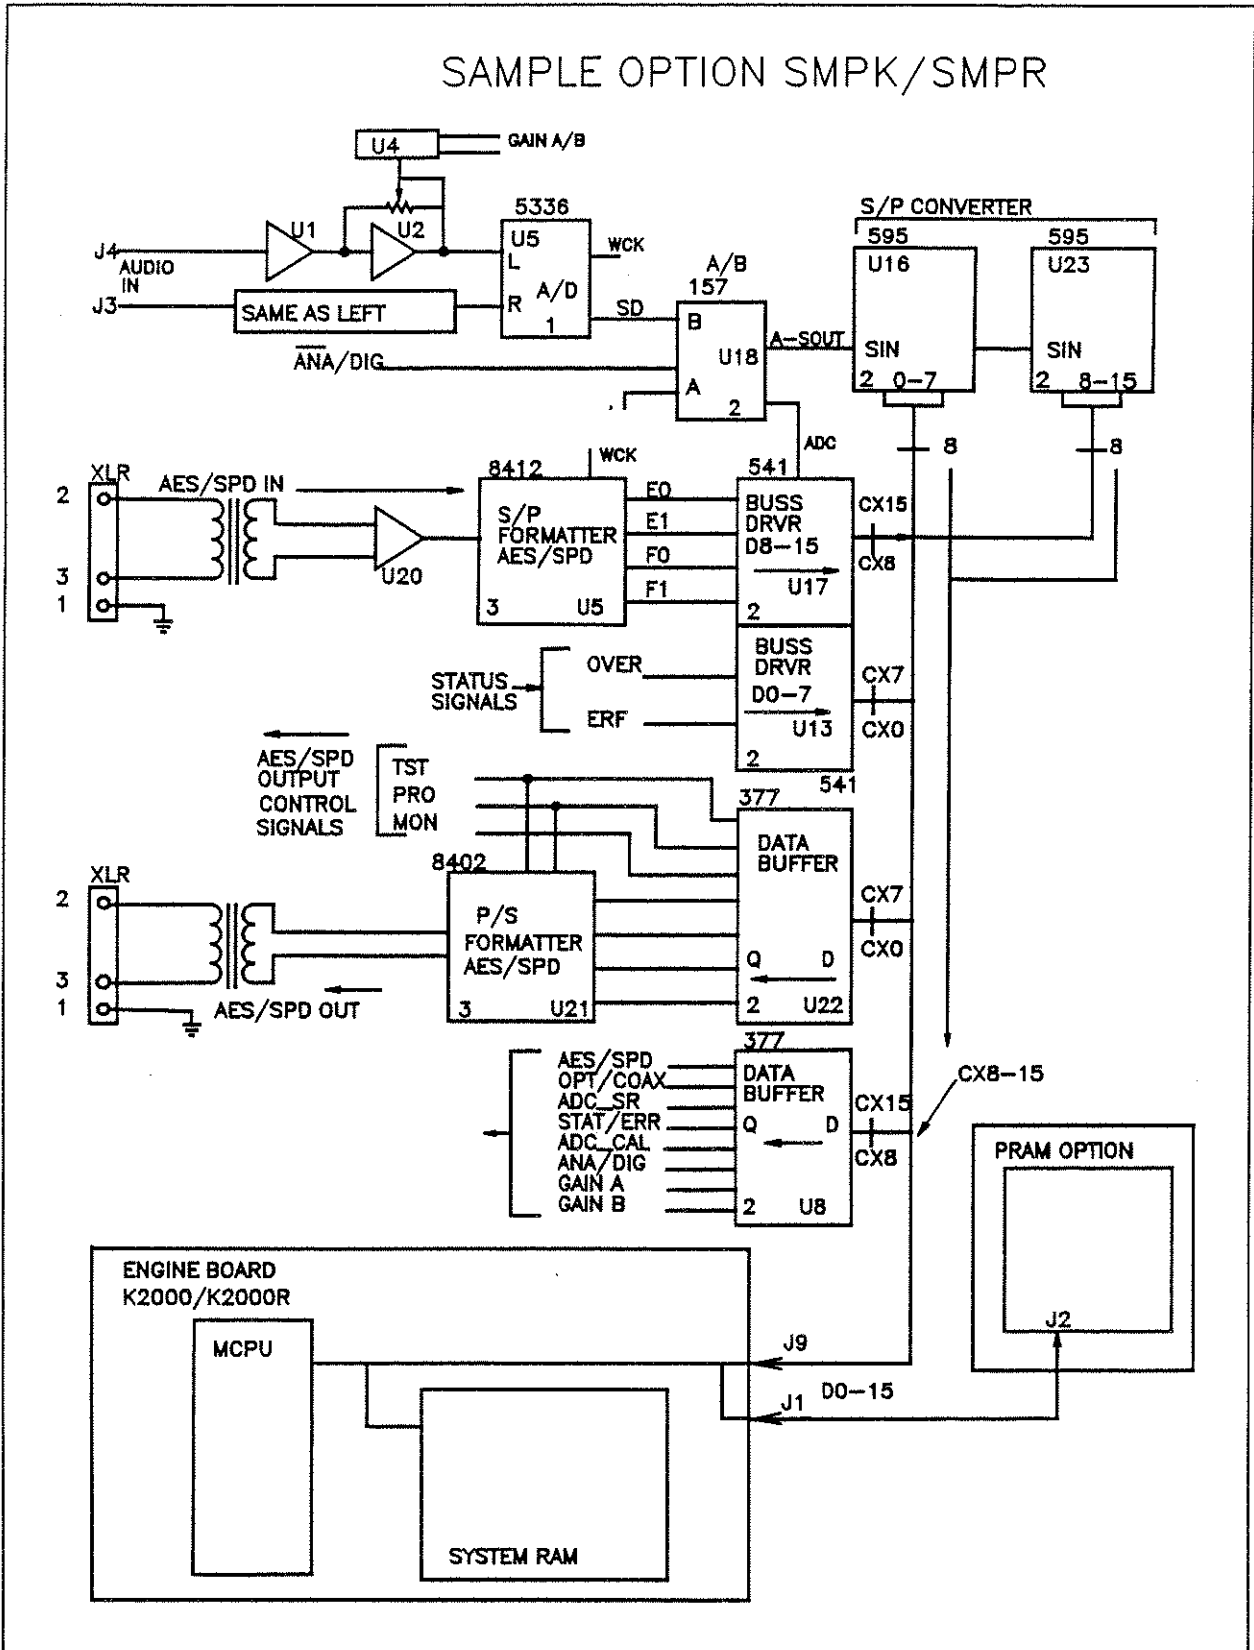 SAMPLE OPTION SMPK/SMPR
U4
GAIN A/B
U1
U2
J4
AUDIO
IN
J3
SAME AS LEFT
5336
U5
L
A/D
R
1
WCK
SD
ANA/DIG
A/B
157
B
U18
A
2
A-SOUT
ADC
S/P CONVERTER
595
U16
SIN
2 0-7
595
U23
SIN
2 8-15
8
8
XLR
2
3
1
AES/SPD IN
U20
WCK
8412
S/P
FORMATTER
AES/SPD
3 U5
E0
E1
F0
F1
541
BUSS
DRVR
D8-15
U17
2
CX15
CX8
STATUS
SIGNALS
OVER
ERF
BUSS
DRVR
D0-7
U13
2
541
CX7
CX0
AES/SPD
OUTPUT
CONTROL
SIGNALS
TST
PRO
MON
377
DATA
BUFFER
Q D
2 U22
CX7
CX0
XLR
2
3
1
AES/SPD OUT
8402
P/S
FORMATTER
AES/SPD
3 U21
AES/SPD
OPT/COAX
ADC_SR
STAT/ERR
ADC_CAL
ANA/DIG
GAIN A
GAIN B
377
DATA
BUFFER
Q D
2 U8
CX15
CX8
CX8-15
PRAM OPTION
J2
ENGINE BOARD
K2000/K2000R
MCPU
SYSTEM RAM
J9
D0-15
J1